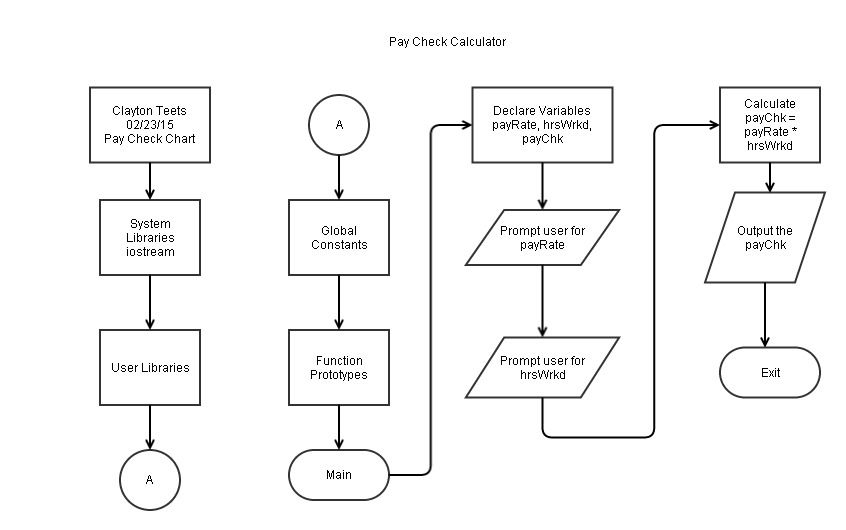 Pay Check Calculator
Clayton Teets
02/23/15
Pay Check Chart
System
Libraries
iostream
User Libraries
A
A
Global
Constants
Function
Prototypes
Main
Declare Variables
payRate, hrsWrkd,
payChk
Prompt user for
payRate
Prompt user for
hrsWrkd
Calculate
payChk =
payRate *
hrsWrkd
Output the
payChk
Exit